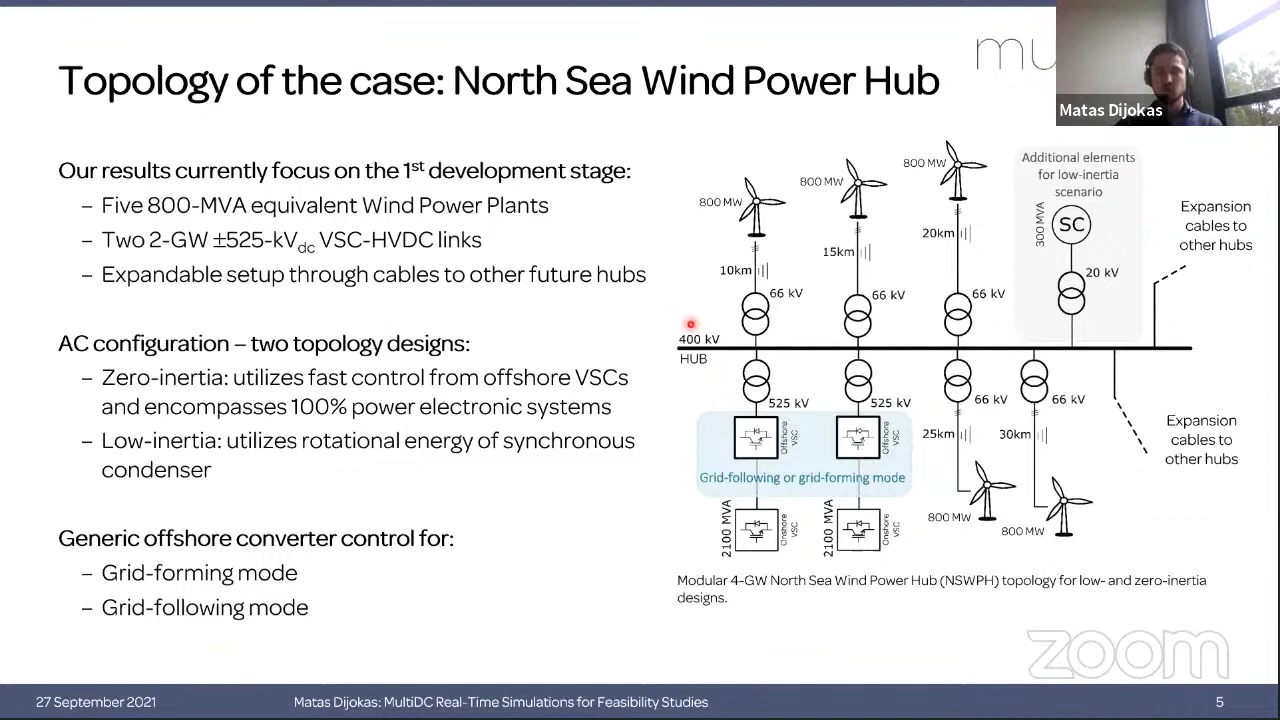 mu
Topology of the case: North Sea Wind Power Hub
Matas Dijokas
Our results currently focus on the 1st development stage:
– Five 800-MVA equivalent Wind Power Plants
– Two 2-GW ±525-kVdc VSC-HVDC links
– Expandable setup through cables to other future hubs
AC configuration – two topology designs:
– Zero-inertia: utilizes fast control from offshore VSCs
and encompasses 100% power electronic systems
– Low-inertia: utilizes rotational energy of synchronous
condenser
Generic offshore converter control for:
– Grid-forming mode
– Grid-following mode
800 MW
800 MW
800 MW
Additional elements
for low-inertia
scenario
300 MVA
SC
20 kV
Expansion
cables to
other hubs
10km
15km
20km
66 kV
66 kV
66 kV
400 kV
HUB
525 kV
525 kV
66 kV
66 kV
Offshore
VSC
Offshore
VSC
25km
30km
Expansion
cables to
other hubs
Grid-following or grid-forming mode
2100 MVA
Onshore
VSC
2100 MVA
Onshore
VSC
800 MW
800 MW
Modular 4-GW North Sea Wind Power Hub (NSWPH) topology for low- and zero-inertia
designs.
zoom
27 September 2021
Matas Dijokas: MultiDC Real-Time Simulations for Feasibility Studies
5